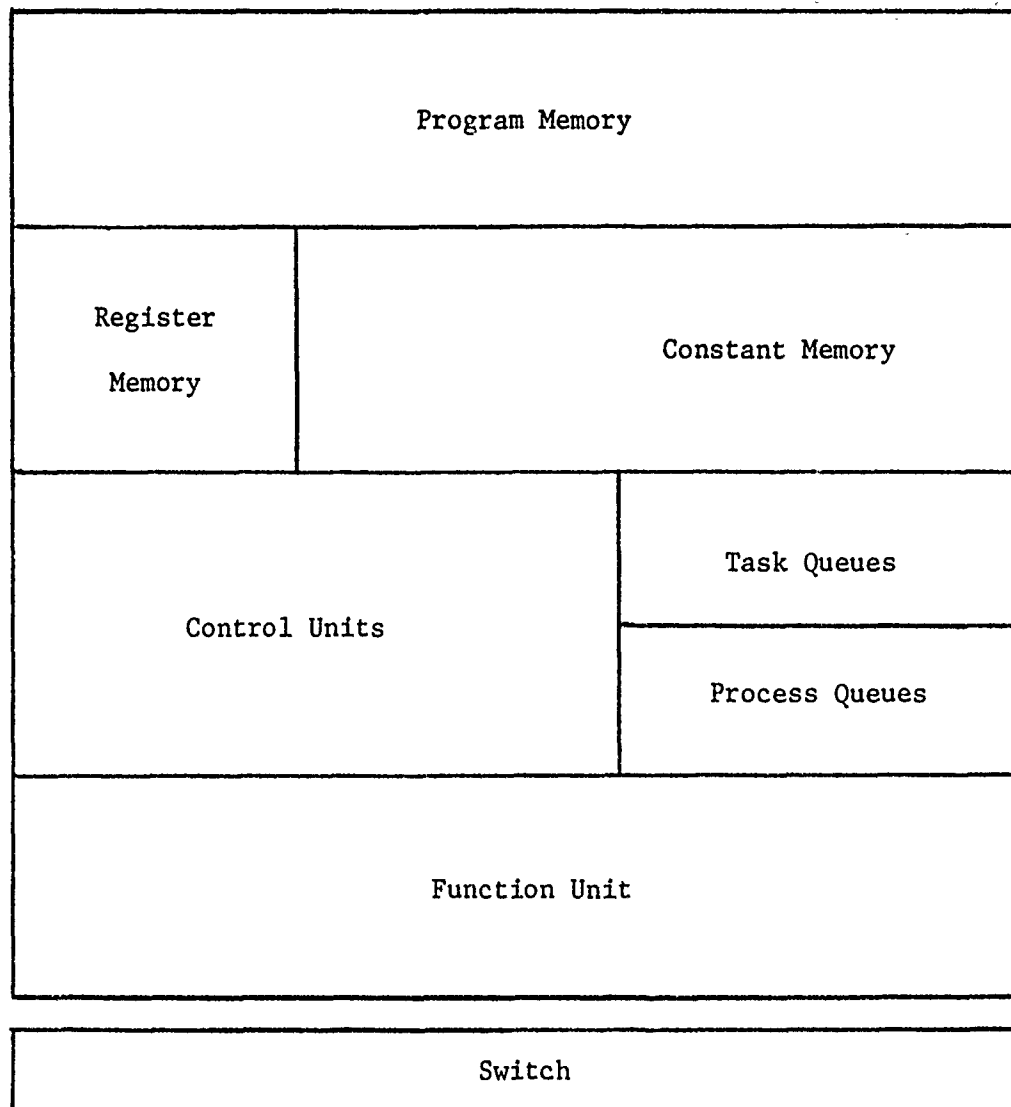 Program Memory
Register
Memory
Constant Memory
Control Units
Task Queues
Process Queues
Function Unit
Switch